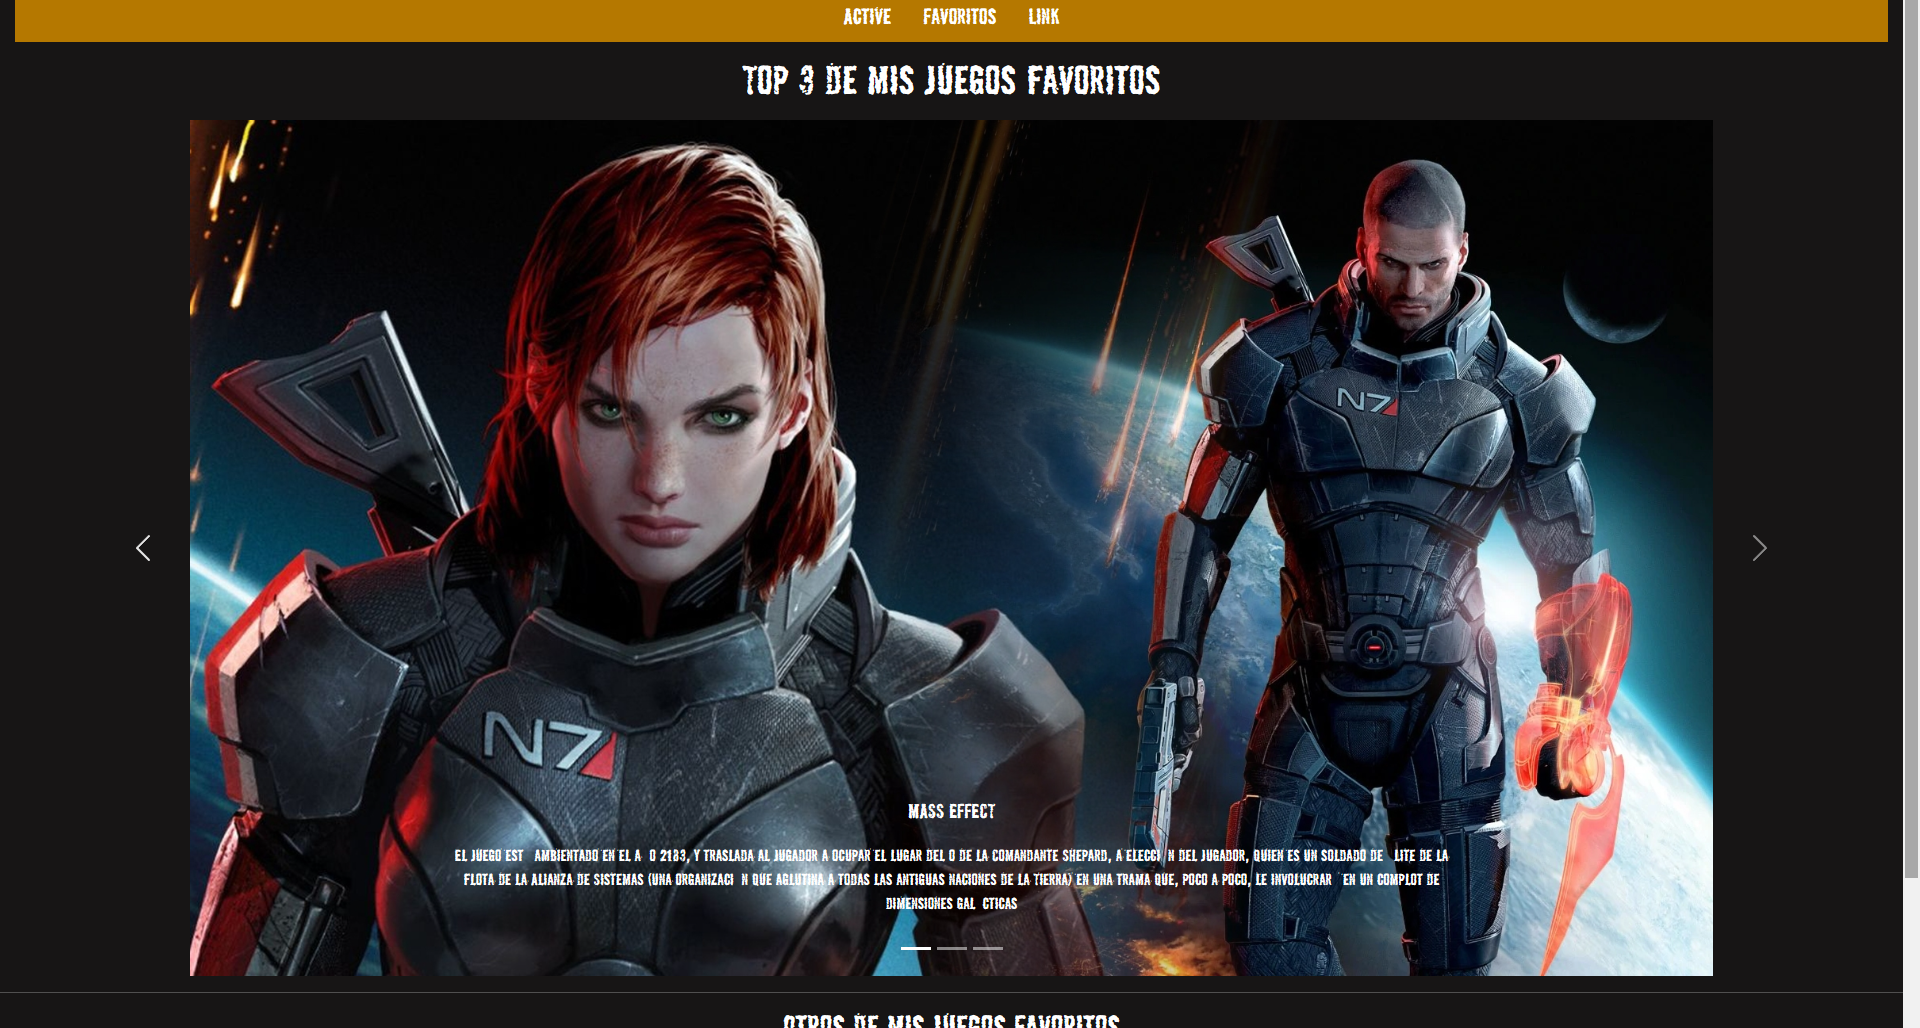 ACTIVE FAVORITOS LINK
TOP 3 DE MIS JUEGOS FAVORITOS
N7
N7
MASS EFFECT
EL JUEGO EST AMBIENTADO EN EL A O 2183, Y TRASLADA AL JUGADOR A OCUPAR EL LUGAR DEL O DE LA COMANDANTE SHEPARD, A ELECCI N DEL JUGADOR, QUIEN ES UN SOLDADO DE LITE DE LA
FLOTA DE LA ALIANZA DE SISTEMAS (UNA ORGANIZACI N QUE AGLUTINA A TODAS LAS ANTIGUAS NACIONES DE LA TIERRA) EN UNA TRAMA QUE, POCO A POCO, LE INVOLUCRAR EN UN COMPLOT DE
DIMENSIONES GAL CTICAS
OTROS DE MIS JUEGOS FAVORITOS